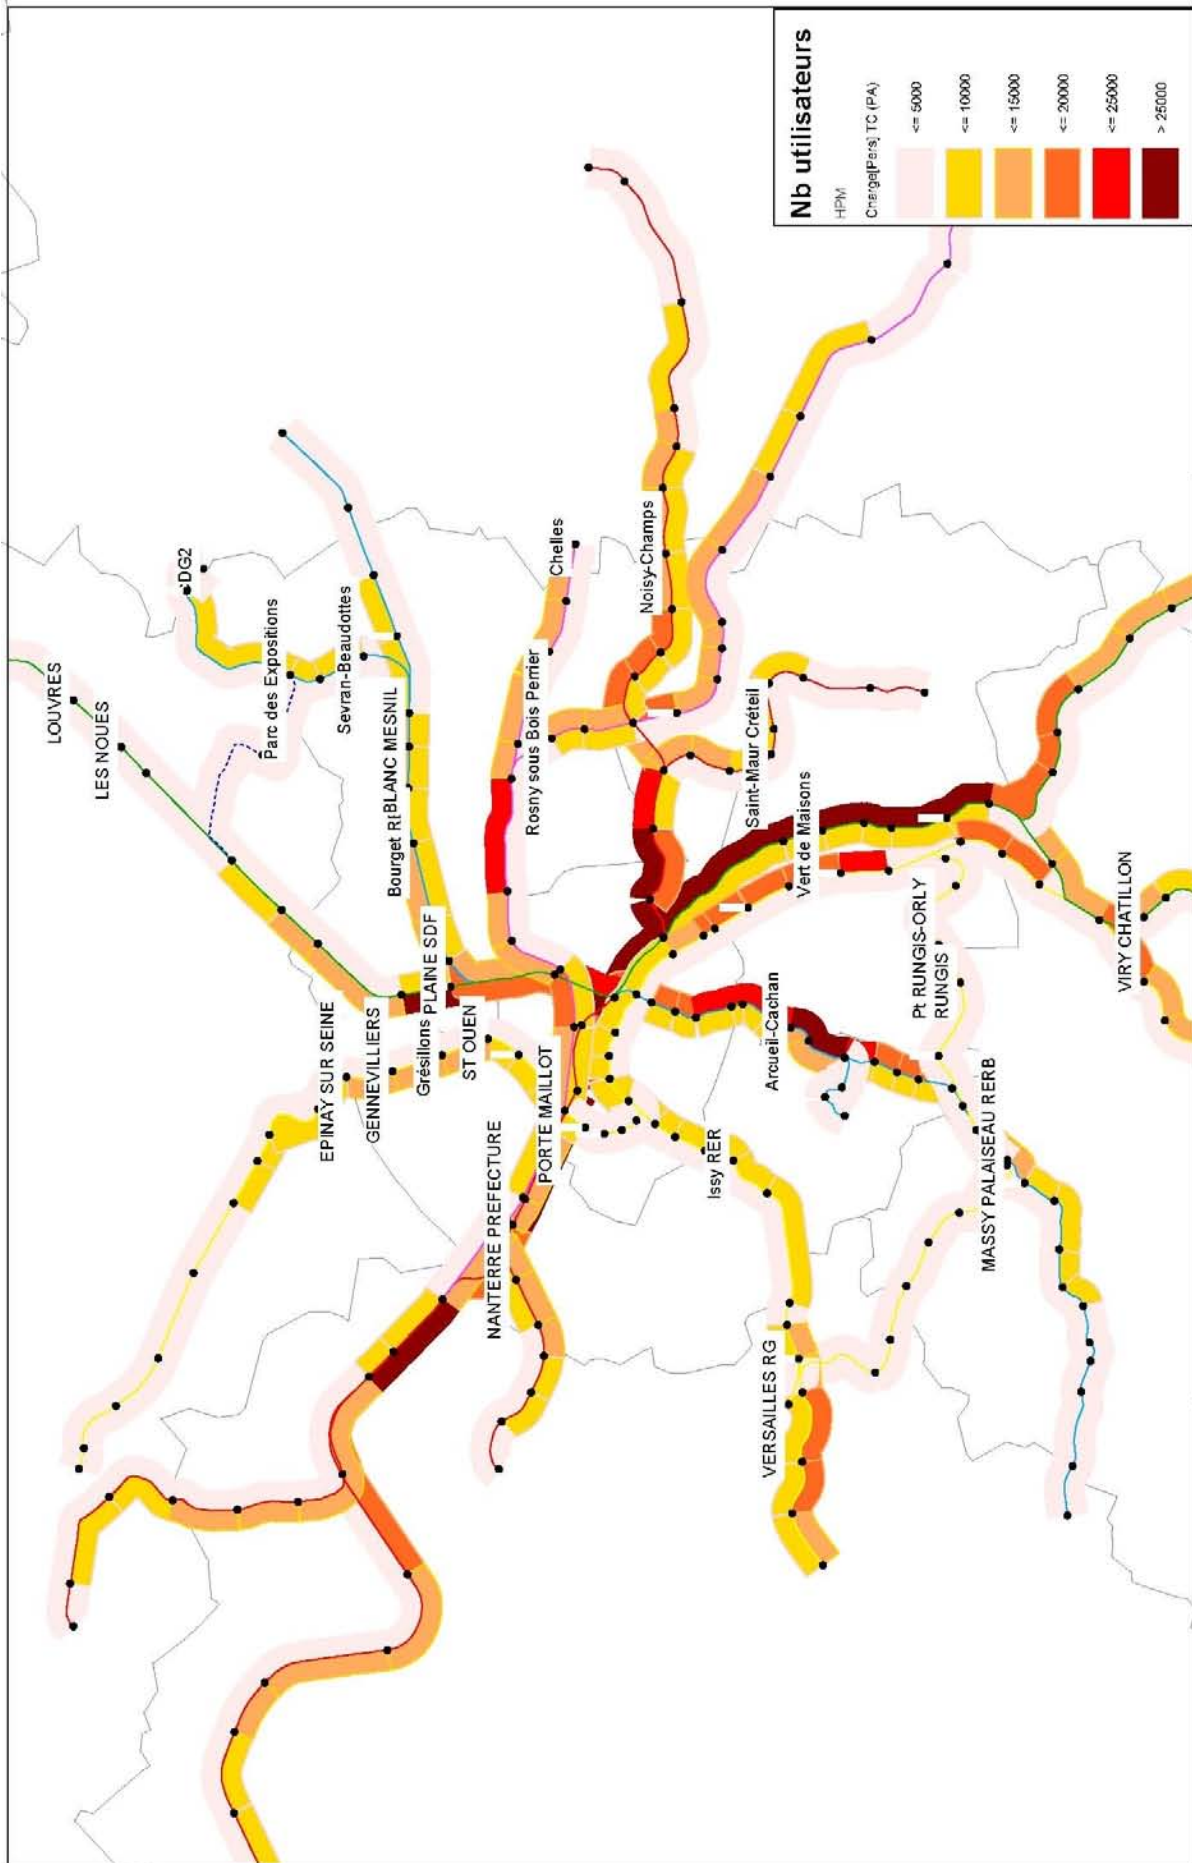 LOUVRES
LES NOUES
CDG2
Parc des Expositions
Sevran-Beaudottes
BLANC MESNIL
Bourget R
PLAINE SDF
EPINAY SUR SEINE
GENNEVILLIERS
Grésillons
ST OUEN
Chelles
Rosny sous Bois Perrier
Noisy-Champs
NANTERRE PREFECTURE
PORTE MAILLOT
Saint-Maur Créteil
Vert de Maisons
Arcueil-Cachan
Issy RER
VERSAILLES RG
Pt RUNGIS-ORLY
RUNGIS
MASSY PALAISEAU RERB
VIRY CHATILLON
Nb utilisateurs
HPM
Charge[Pers] TC (PA)
<= 5000
<= 10000
<= 15000
<= 20000
<= 25000
> 25000